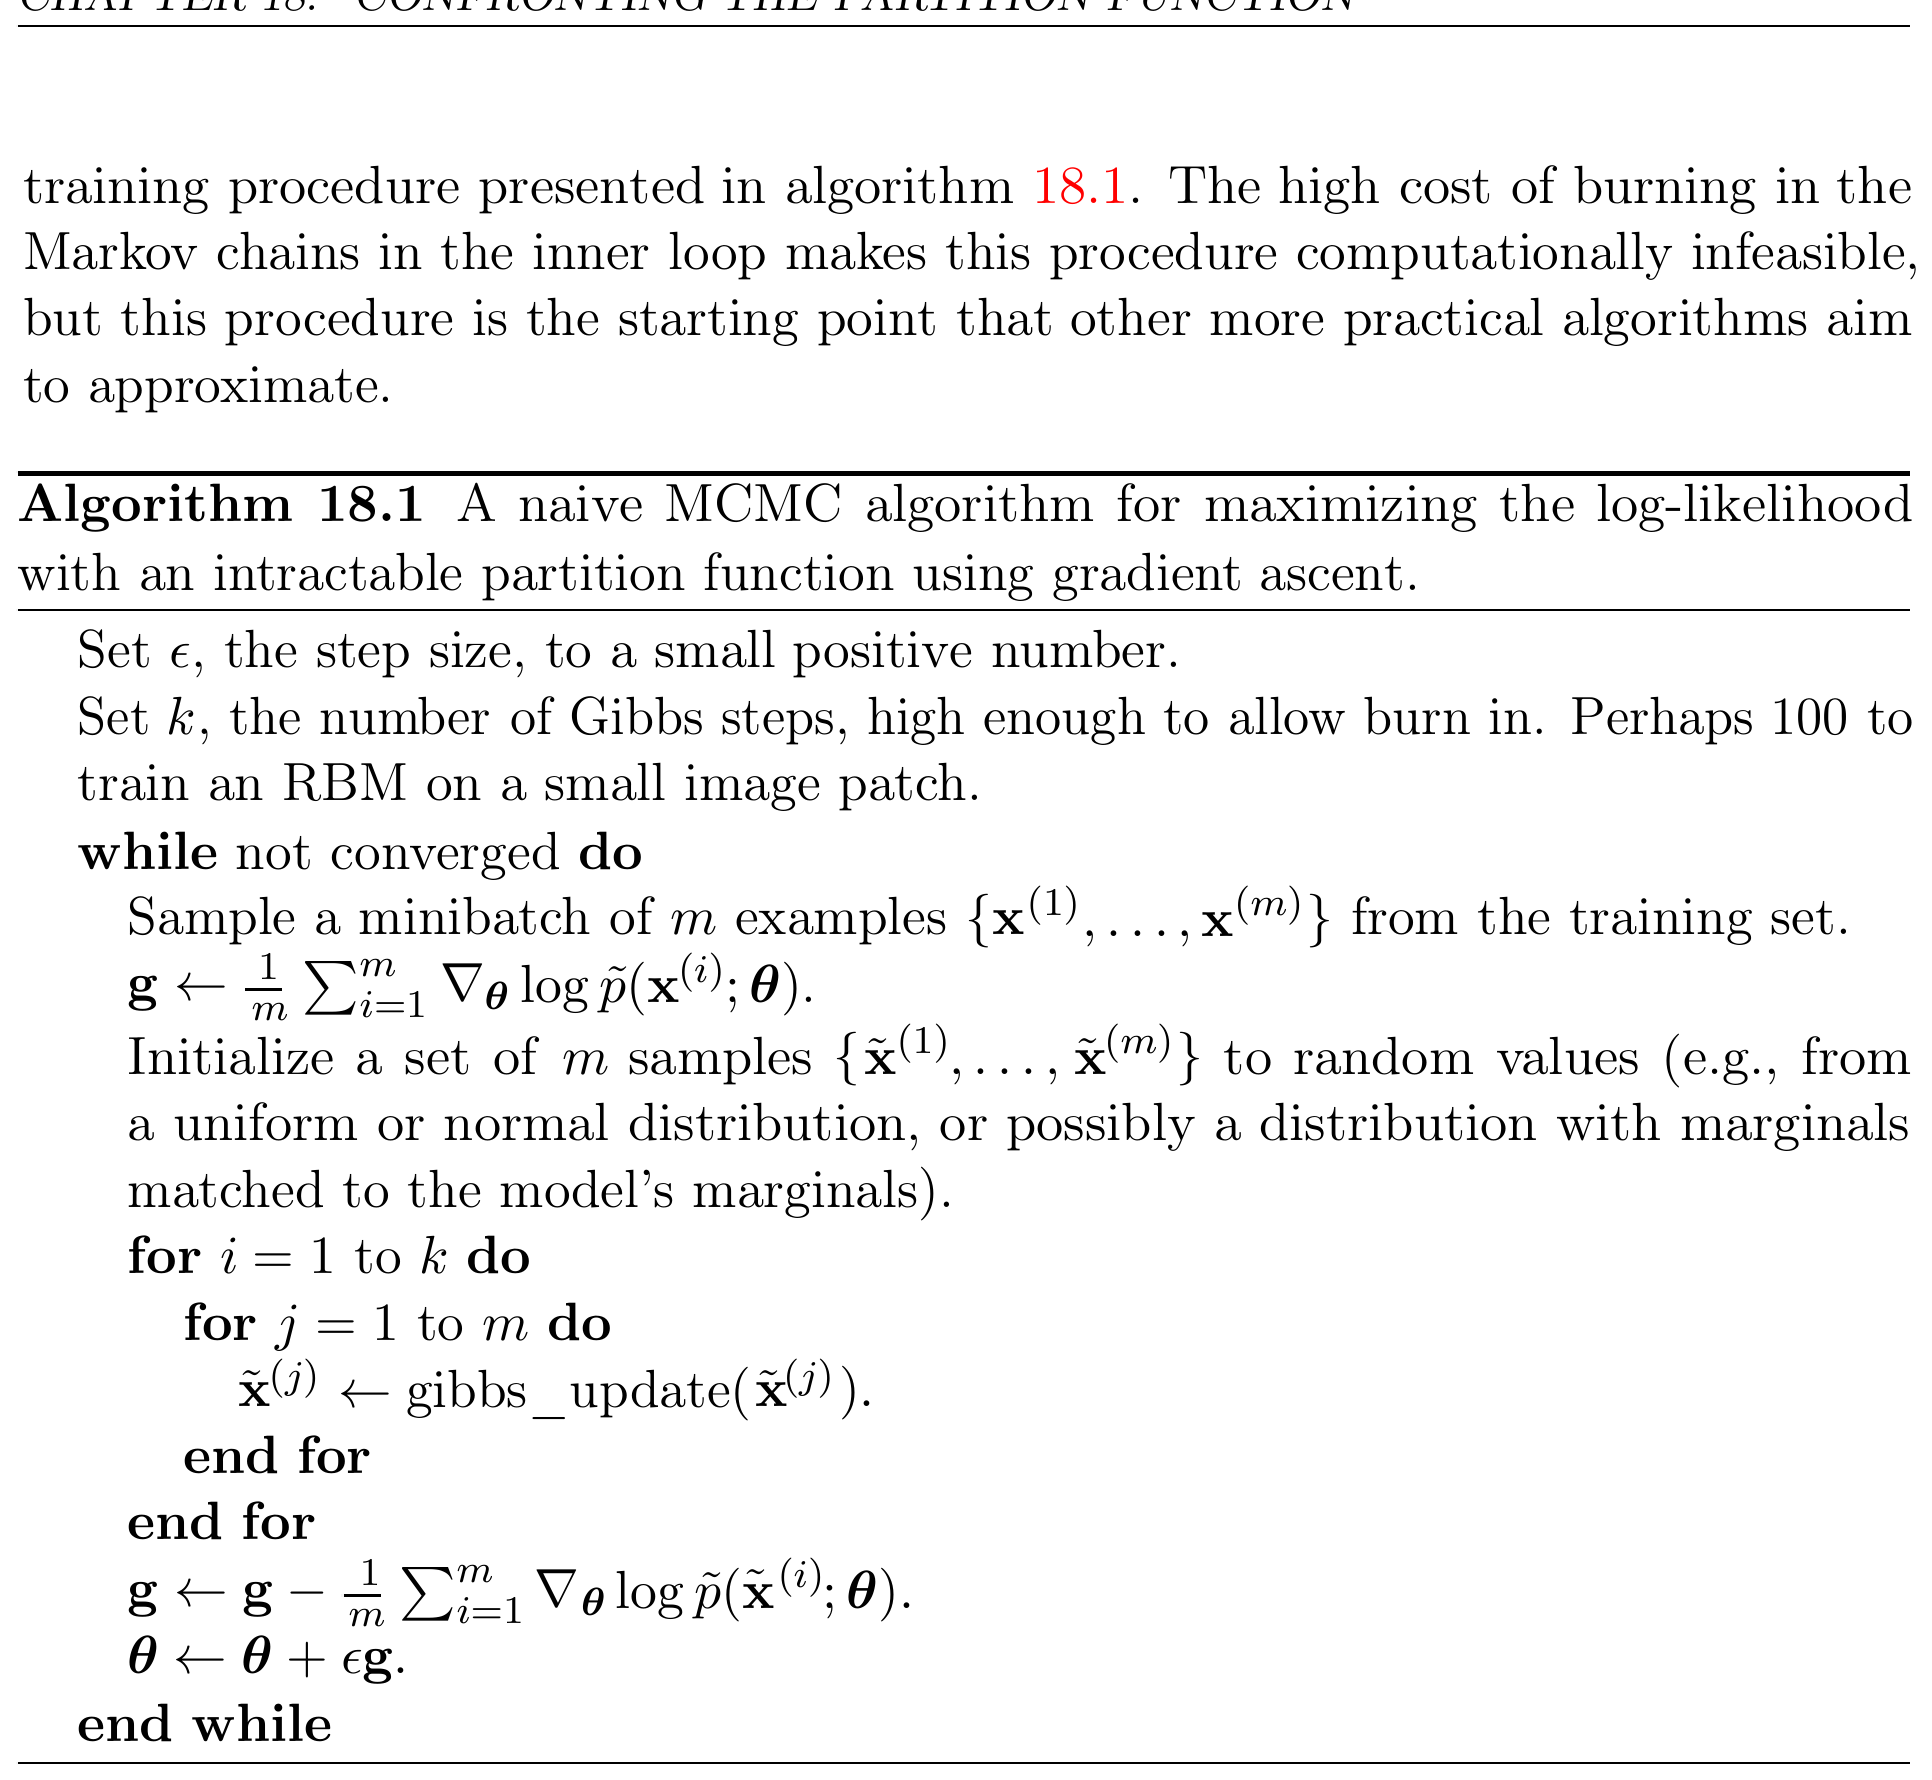 CHAPTER 18. CONFRONTING THE PARTITION FUNCTION
training procedure presented in algorithm 18.1. The high cost of burning in the
Markov chains in the inner loop makes this procedure computationally infeasible,
but this procedure is the starting point that other more practical algorithms aim
to approximate.
Algorithm 18.1 A naive MCMC algorithm for maximizing the log-likelihood
with an intractable partition function using gradient ascent.
Set ϵ, the step size, to a small positive number.
Set k, the number of Gibbs steps, high enough to allow burn in. Perhaps 100 to
train an RBM on a small image patch.
while not converged do
Sample a minibatch of m examples {x^(1), . . . , x^(m)} from the training set.
g ← 1/m ∑_{i=1}^m ∇_θ log p̃(x^(i); θ).
Initialize a set of m samples {x̃^(1), . . . , x̃^(m)} to random values (e.g., from
a uniform or normal distribution, or possibly a distribution with marginals
matched to the model’s marginals).
for i = 1 to k do
for j = 1 to m do
x̃^(j) ← gibbs_update(x̃^(j)).
end for
end for
g ← g − 1/m ∑_{i=1}^m ∇_θ log p̃(x̃^(i); θ).
θ ← θ + ϵg.
end while